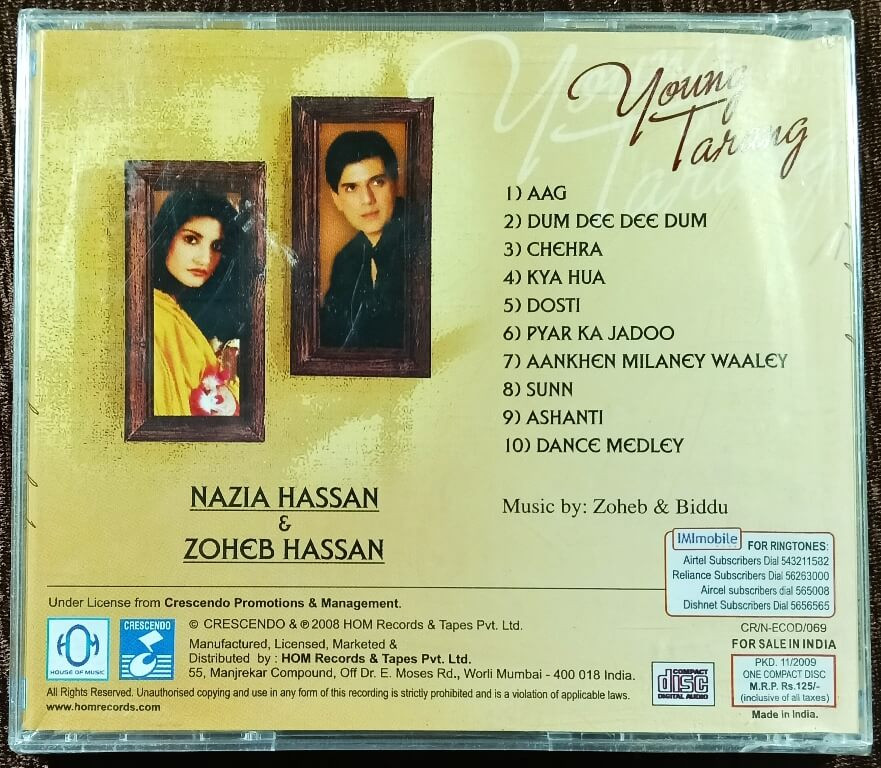 Young
Tarang
1) AAG
2) DUM DEE DEE DUM
3) CHEHRA
4) KYA HUA
5) DOSTI
6) PYAR KA JADOO
7) AANKHEN MILANEY WAALEY
8) SUNN
9) ASHANTI
10) DANCE MEDLEY
NAZIA HASSAN
&
ZOHEB HASSAN
Music by: Zoheb & Biddu
IMImobile FOR RINGTONES:
Airtel Subscribers Dial 543211582
Reliance Subscribers Dial 56263000
Aircel subscribers dial 565008
Dishnet Subscribers Dial 5656565
Under License from Crescendo Promotions & Management.
HOM
HOUSE OF MUSIC
CRESCENDO
© CRESCENDO & ℗ 2008 HOM Records & Tapes Pvt. Ltd.
Manufactured, Licensed, Marketed &
Distributed by : HOM Records & Tapes Pvt. Ltd.
55, Manjrekar Compound, Off Dr. E. Moses Rd., Worli Mumbai - 400 018 India.
All Rights Reserved. Unauthorised copying and use in any form of this recording is strictly prohibited and is a violation of applicable laws.
www.homrecords.com
COMPACT
disc
DIGITAL AUDIO
CR/N-ECOD/069
FOR SALE IN INDIA
PKD. 11/2009
ONE COMPACT DISC
M.R.P. Rs.125/-
(inclusive of all taxes)
Made in India.